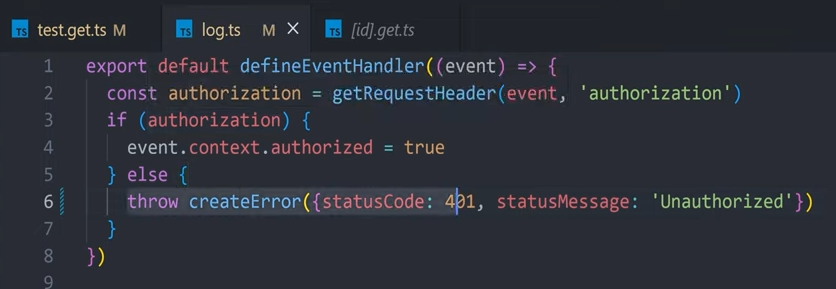 TS test.get.ts M TS log.ts M TS [id].get.ts
1 export default defineEventHandler((event) => {
2 const authorization = getRequestHeader(event, 'authorization')
3 if (authorization) {
4 event.context.authorized = true
5 } else {
6 throw createError({statusCode: 401, statusMessage: 'Unauthorized'})
7 }
8 })
9